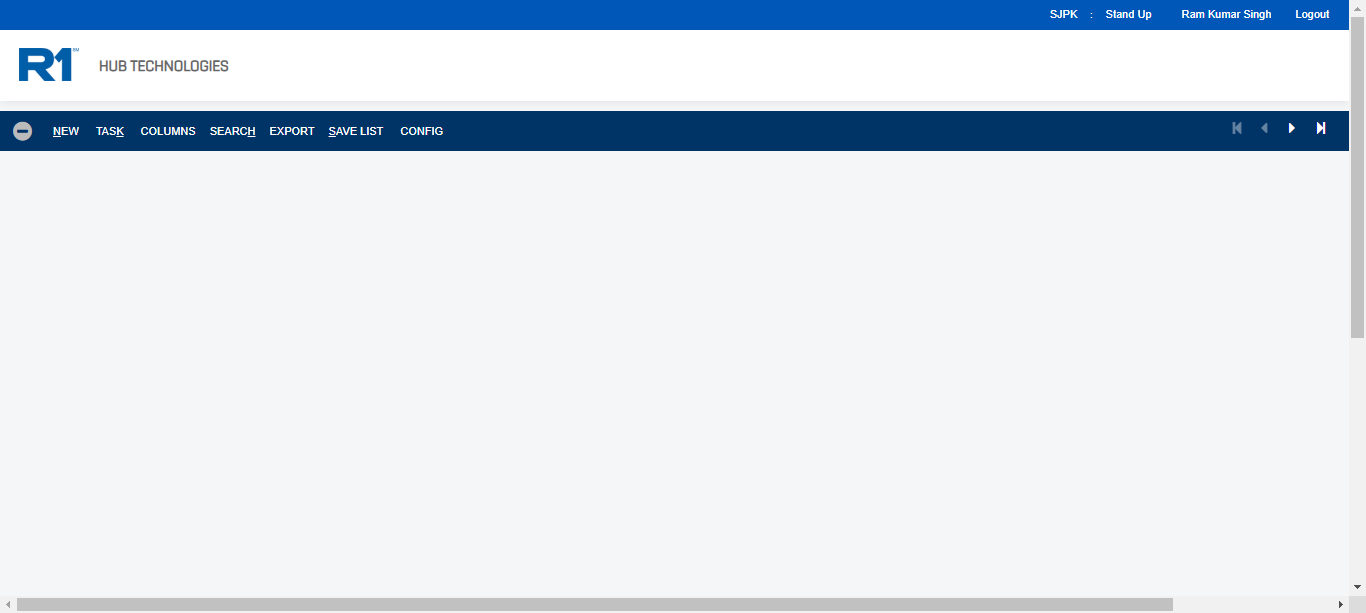 SJPK : Stand Up Ram Kumar Singh Logout
R1 SM HUB TECHNOLOGIES
NEW TASK COLUMNS SEARCH EXPORT SAVE LIST CONFIG